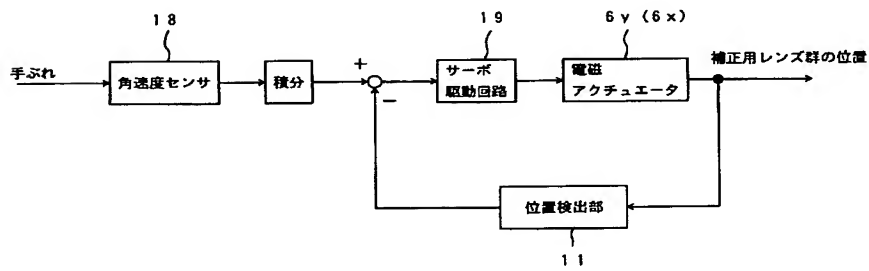 18
19
6y (6x)
手ぶれ
角速度センサ
積分
+
−
サーボ
駆動回路
電磁
アクチュエータ
補正用レンズ群の位置
位置検出部
11